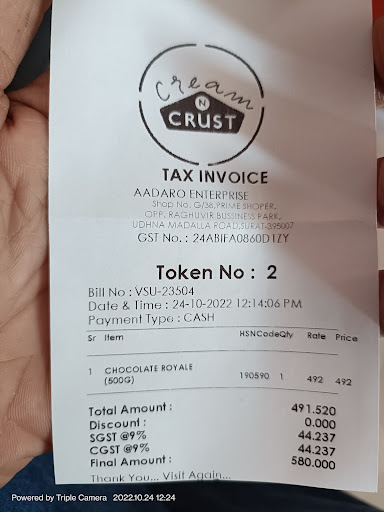 Cream
N
CRUST
TAX INVOICE
AADARO ENTERPRISE
Shop No. G/38,PRIME SHOPER,
OPP. RAGHUVIR BUSSINESS PARK,
UDHNA MADALLA ROAD,SURAT-395007
GST No. : 24ABIFA0860D1ZY
Token No : 2
Bill No : VSU-23504
Date & Time : 24-10-2022 12:14:06 PM
Payment Type : CASH
Sr Item HSNCode Qty Rate Price
1 CHOCOLATE ROYALE (500G) 190590 1 492 492
Total Amount : 491.520
Discount : 0.000
SGST @9% 44.237
CGST @9% 44.237
Final Amount : 580.000
Thank You... Visit Again...
Powered by Triple Camera 2022.10.24 12:24